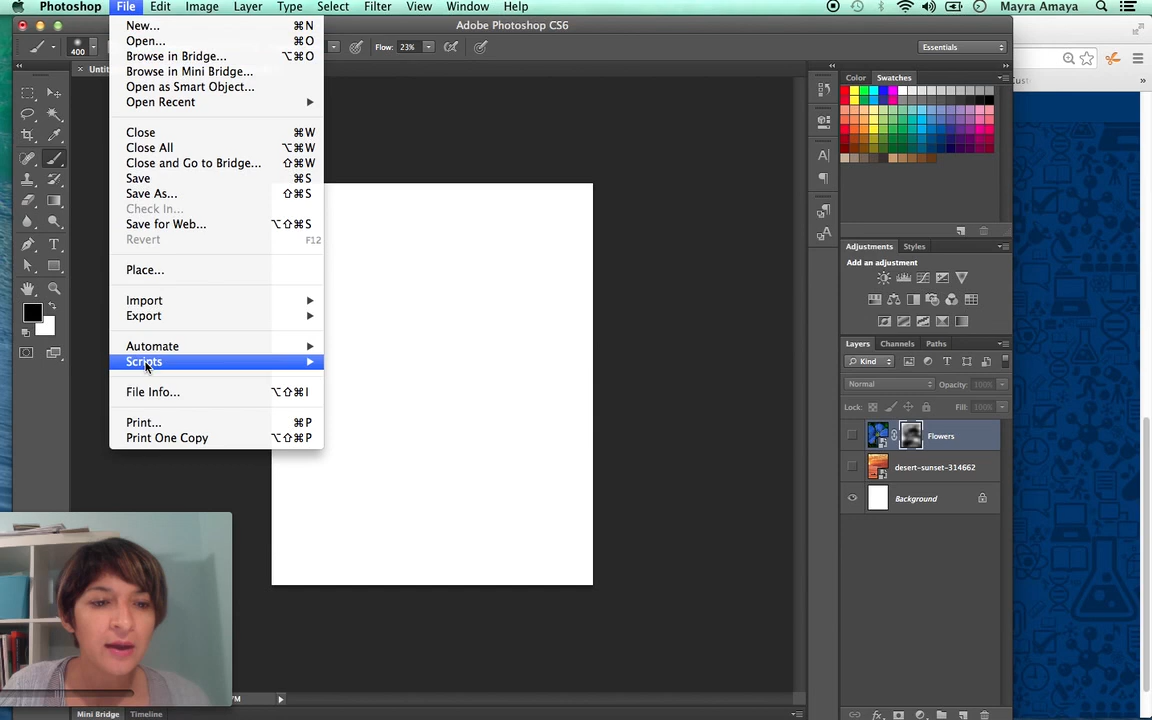 Photoshop File Edit Image Layer Type Select Filter View Window Help Mayra Amaya
Adobe Photoshop CS6
New... ⌘N
Open... ⌘O
Browse in Bridge... ⌥⌘O
Browse in Mini Bridge...
Open as Smart Object...
Open Recent
Close ⌘W
Close All ⌥⌘W
Close and Go to Bridge... ⇧⌘W
Save ⌘S
Save As... ⇧⌘S
Check In...
Save for Web... ⌥⇧⌘S
Revert F12
Place...
Import
Export
Automate
Scripts
File Info... ⌥⇧⌘I
Print... ⌘P
Print One Copy ⌥⇧⌘P
400
Flow: 23%
Essentials
Color Swatches
Adjustments Styles
Add an adjustment
Layers Channels Paths
Kind
Normal Opacity: 100%
Lock: Fill: 100%
Flowers
desert-sunset-314662
Background
Mini Bridge Timeline